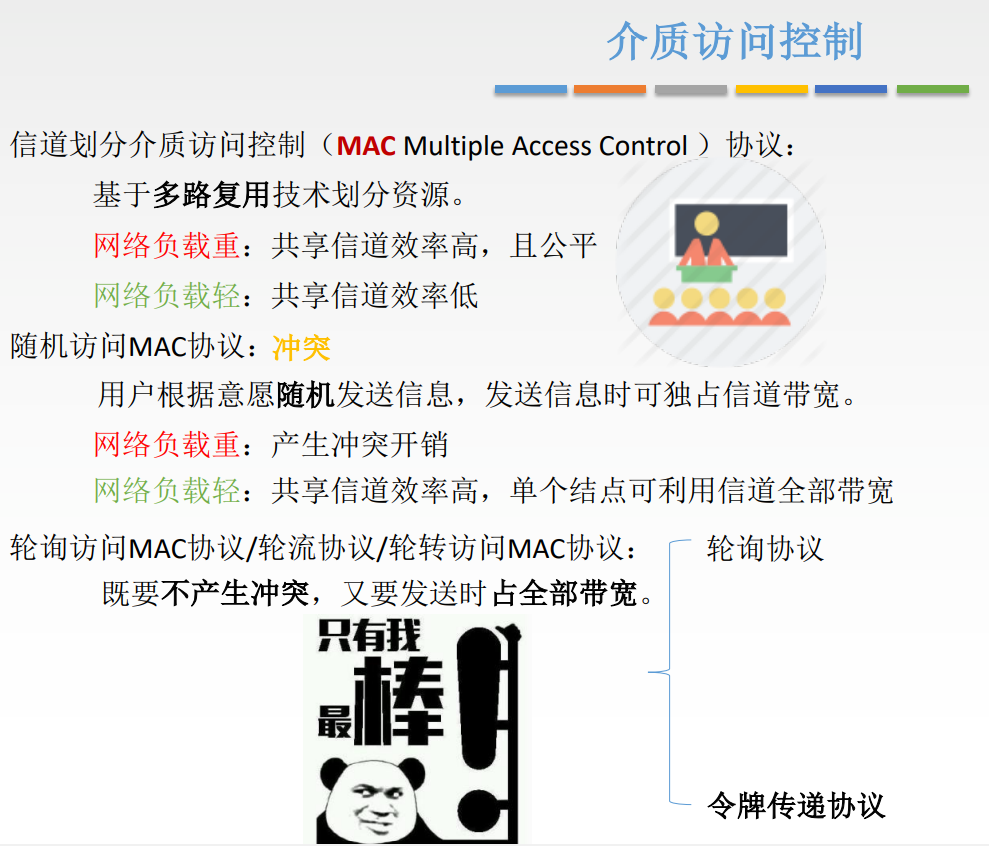 介质访问控制
信道划分介质访问控制（MAC Multiple Access Control ）协议：
基于多路复用技术划分资源。
网络负载重：共享信道效率高，且公平
网络负载轻：共享信道效率低
随机访问MAC协议：冲突
用户根据意愿随机发送信息，发送信息时可独占信道带宽。
网络负载重：产生冲突开销
网络负载轻：共享信道效率高，单个结点可利用信道全部带宽
轮询访问MAC协议/轮流协议/轮转访问MAC协议：
既要不产生冲突，又要发送时占全部带宽。
轮询协议
令牌传递协议
只有我
最棒！